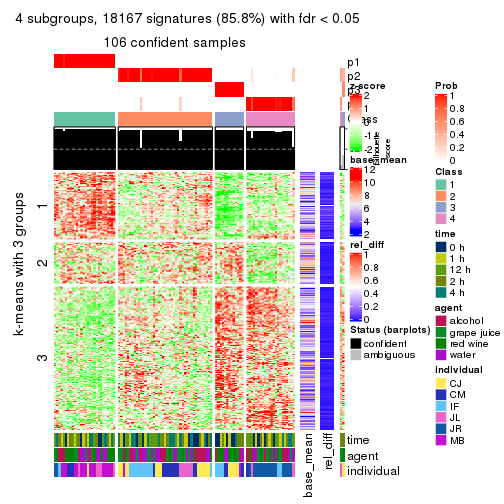 4 subgroups, 18167 signatures (85.8%) with fdr < 0.05
106 confident samples
p1
p2
p3
k-means with 3 groups
1
2
3
Silhouette
score
z-score
2
1
0
-1
-2
base_mean
12
10
8
6
4
2
rel_diff
1
0.8
0.6
0.4
0.2
0
Status (barplots)
confident
ambiguous
Prob
1
0.8
0.6
0.4
0.2
0
Class
1
2
3
4
time
0 h
1 h
12 h
2 h
4 h
agent
alcohol
grape juice
red wine
water
individual
CJ
CM
IF
JL
JR
MB
time
agent
individual
base_mean
rel_diff